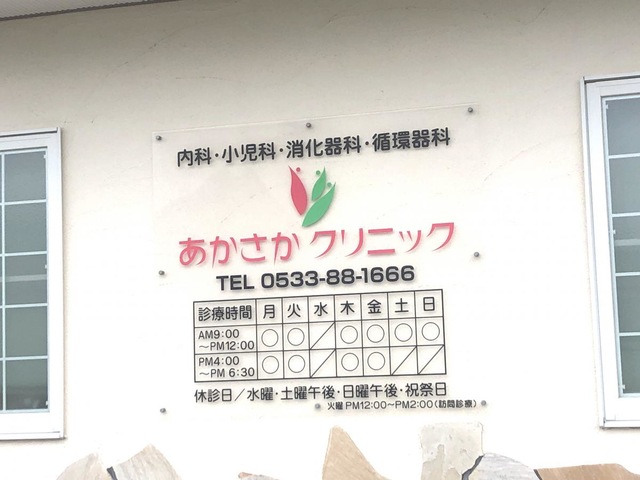 内科・小児科・消化器科・循環器科
あかさかクリニック
TEL 0533-88-1666
診療時間 月 火 水 木 金 土 日
AM9:00
～PM12:00 ○ ○ ／ ○ ○ ○ ○
PM4:00
～PM 6:30 ○ ○ ／ ○ ○ ／ ／
休診日／水曜・土曜午後・日曜午後・祝祭日
火曜 PM12:00～PM2:00(訪問診療)